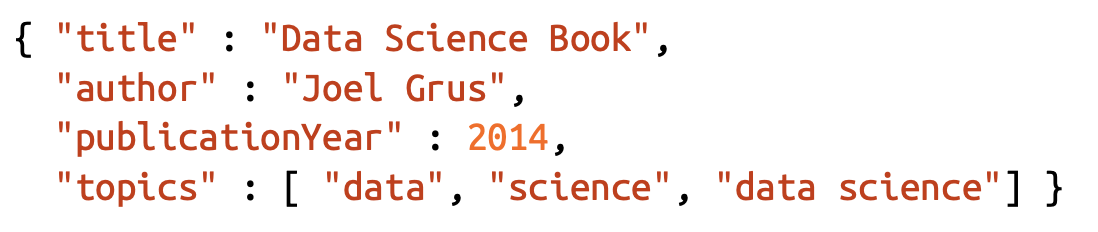 { "title" : "Data Science Book",
"author" : "Joel Grus",
"publicationYear" : 2014,
"topics" : [ "data", "science", "data science"] }